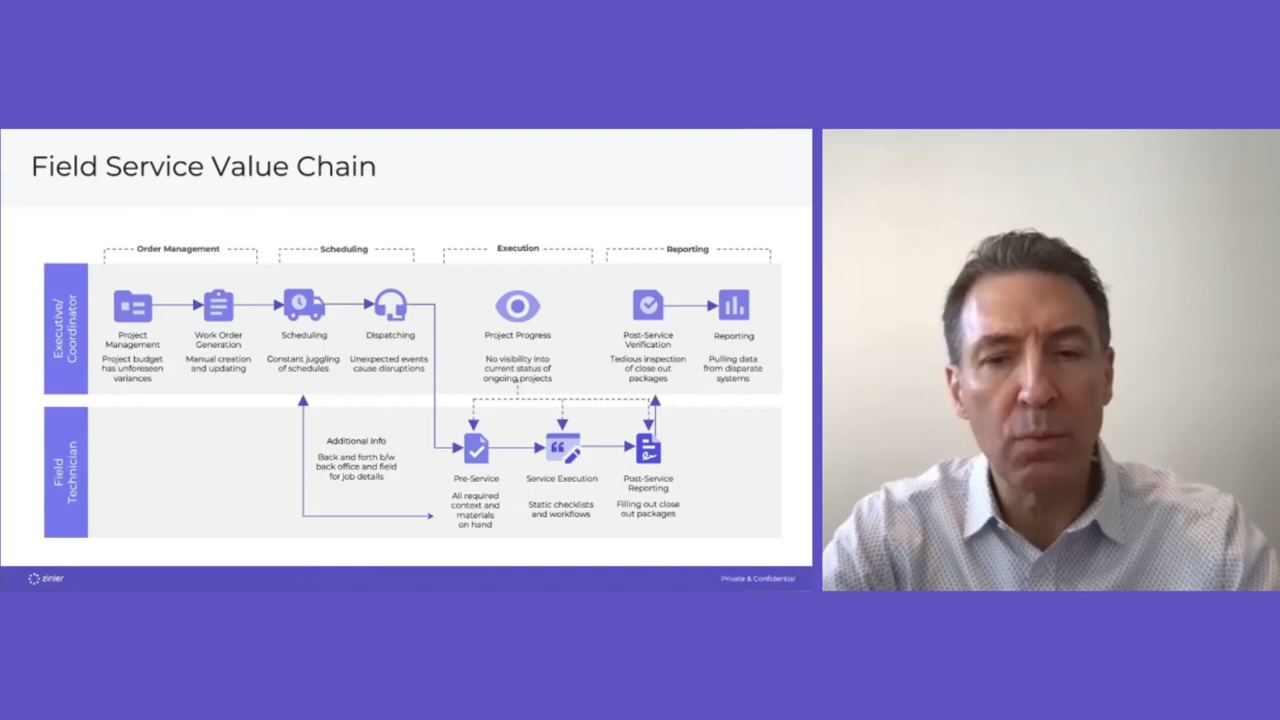 Field Service Value Chain
Order Management
Scheduling
Execution
Reporting
Executive/
Coordinator
Project
Management
Project budget
has unforeseen
variances
Work Order
Generation
Manual creation
and updating
Scheduling
Constant juggling
of schedules
Dispatching
Unexpected events
cause disruptions
Project Progress
No visibility into
current status of
ongoing projects
Post-Service
Verification
Tedious inspection
of close out
packages
Reporting
Pulling data
from disparate
systems
Field
Technician
Additional Info
Back and forth b/w
back office and field
for job details
Pre-Service
All required
context and
materials
on hand
Service Execution
Static checklists
and workflows
Post-Service
Reporting
Filling out close
out packages
zinier
Private & Confidential